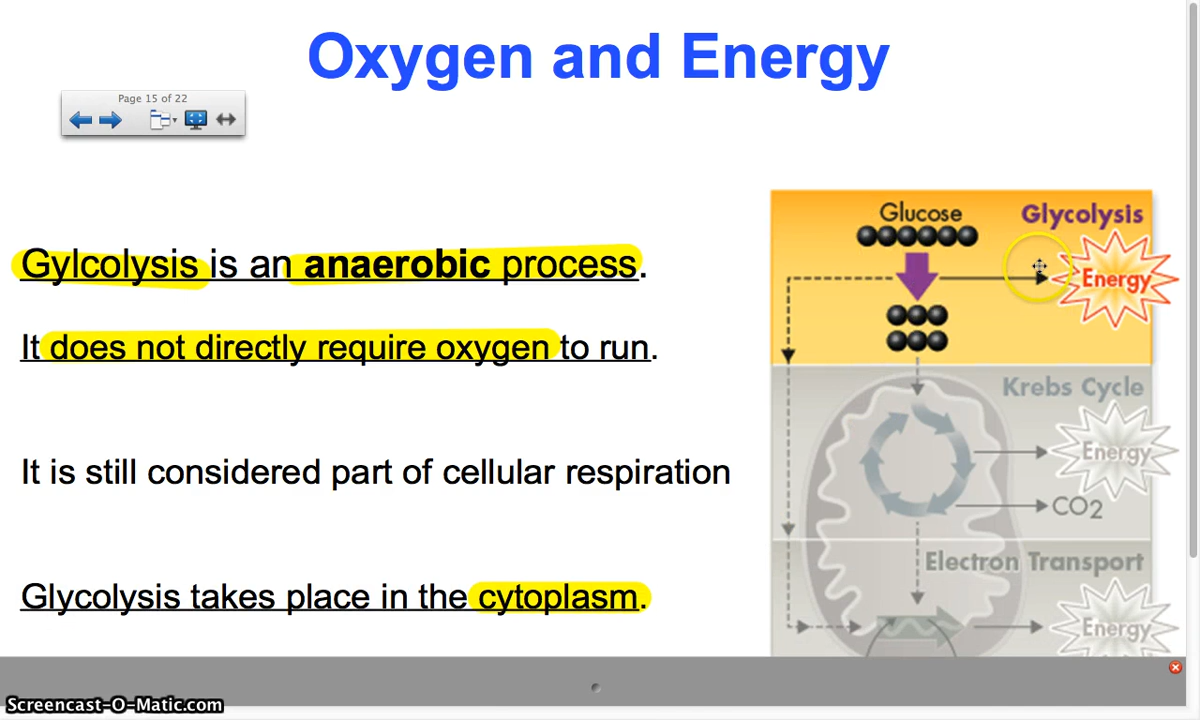 Oxygen and Energy
Page 15 of 22
Gylcolysis is an anaerobic process.
It does not directly require oxygen to run.
It is still considered part of cellular respiration
Glycolysis takes place in the cytoplasm.
Glucose
Glycolysis
Energy
Krebs Cycle
Energy
CO2
Electron Transport
Energy
Screencast-O-Matic.com